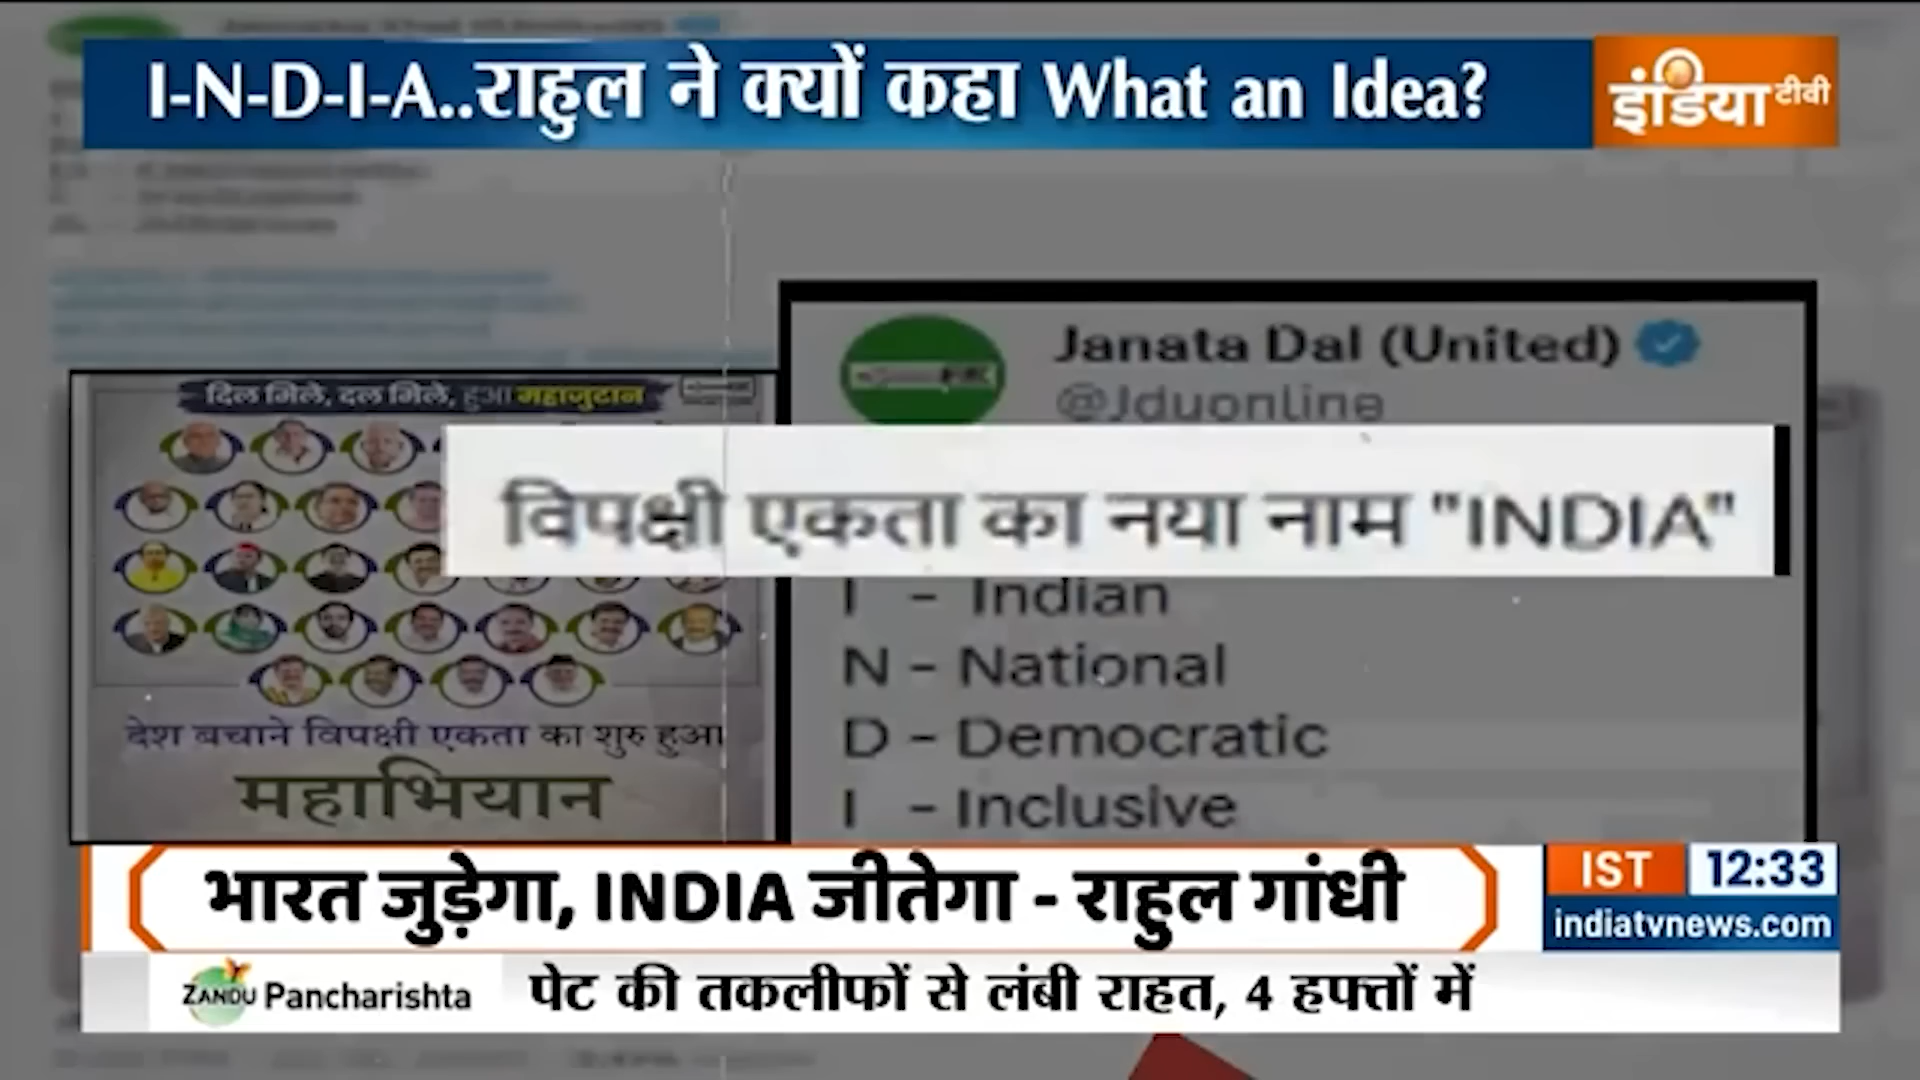 I-N-D-I-A..राहुल ने क्यों कहा What an Idea?
इंडिया टीवी
Janata Dal (United)
@Jduonline
दिल मिले, दल मिले, हुआ महाजुटान
विपक्षी एकता का नया नाम "INDIA"
I - Indian
N - National
D - Democratic
I - Inclusive
देश बचाने विपक्षी एकता का शुरु हुआ
महाभियान
भारत जुड़ेगा, INDIA जीतेगा - राहुल गांधी
IST 12:33
indiatvnews.com
ZANDU Pancharishta पेट की तकलीफों से लंबी राहत, 4 हफ्तों में